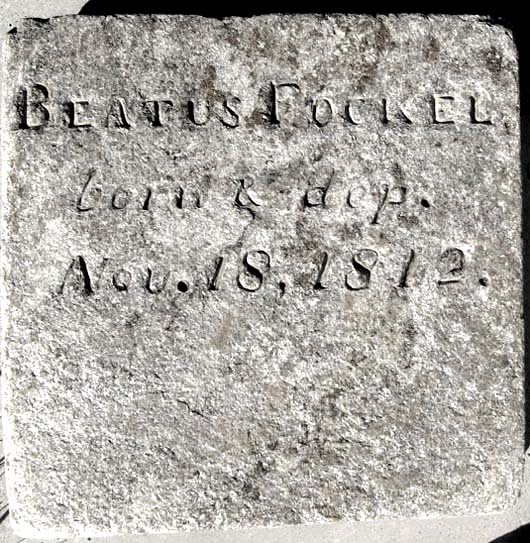 BEATUS FOCKEL.
born & dep.
Nov. 18, 1812.